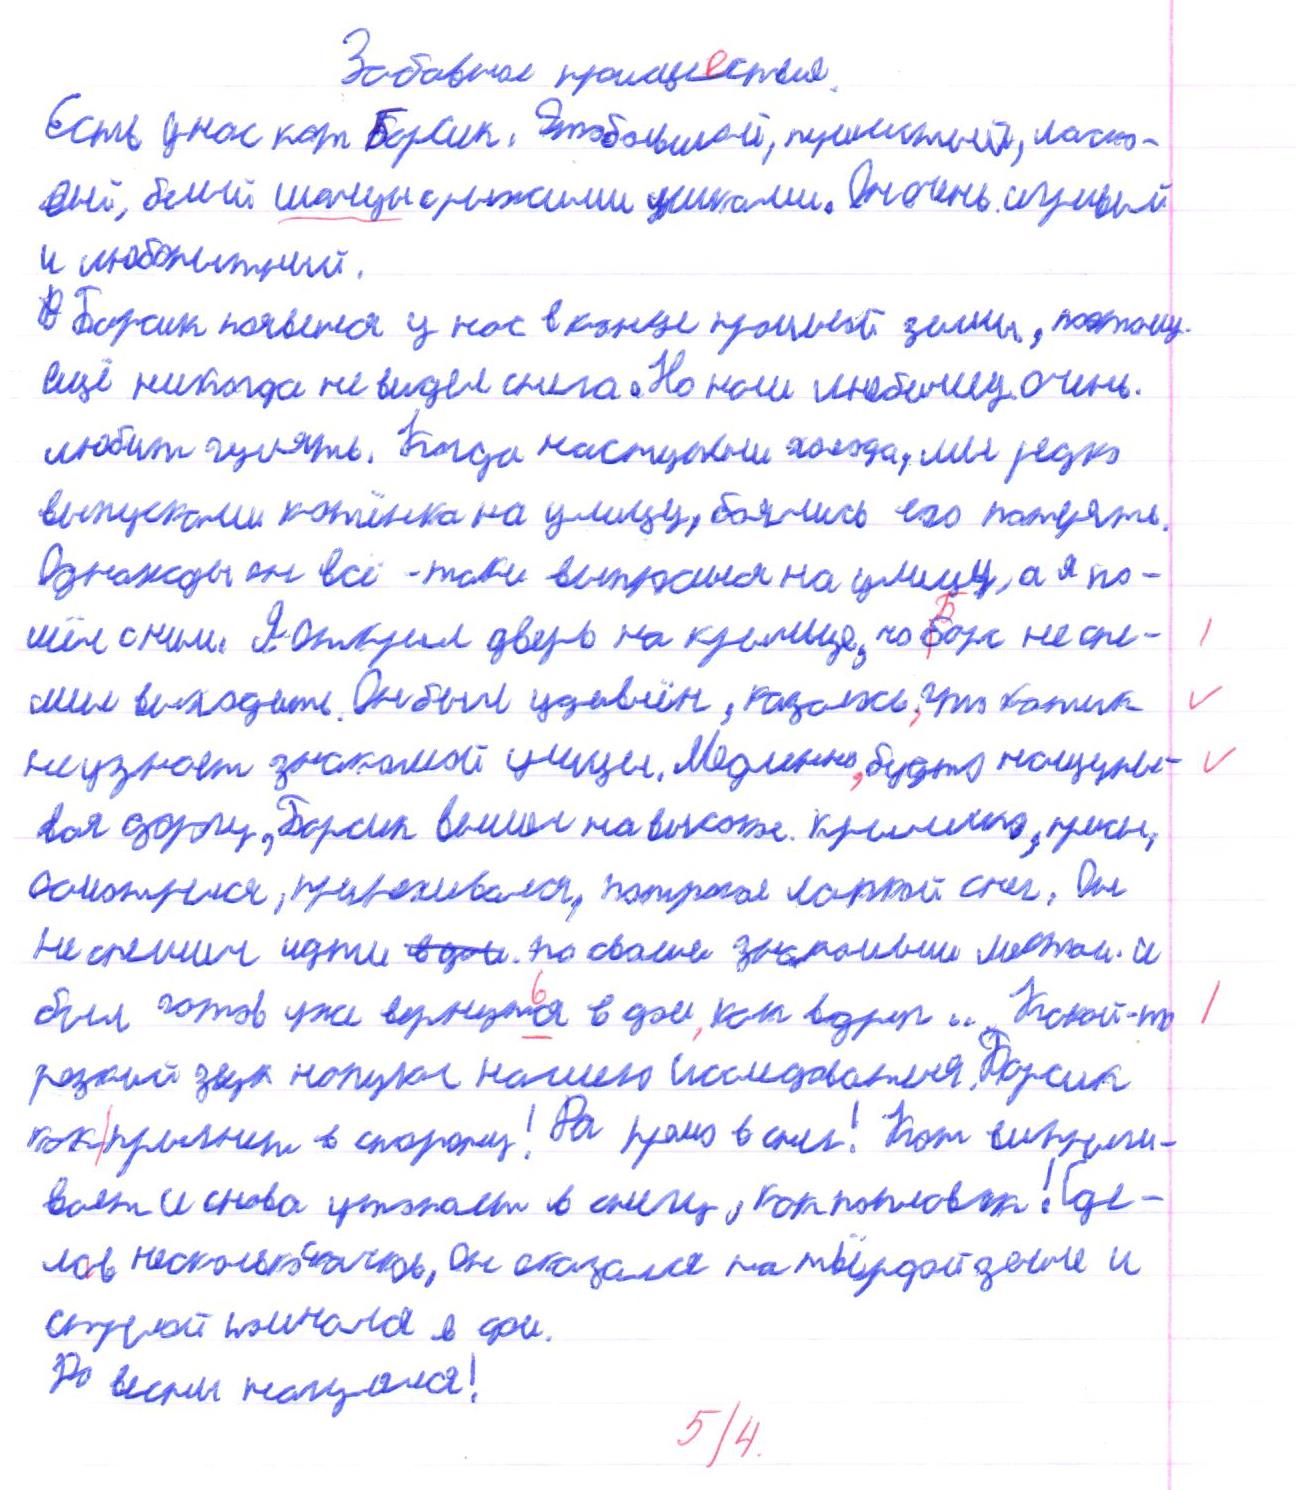 Забавное происшествие.
Есть у нас кот Барсик. Это большой, пушистый, ласко-
вый, белый с рыжими ушками. Он очень игривый
и любопытный.
Барсик появился у нас в конце прошлой зимы, поэтому
ещё никогда не видел снега. Но наш любимец очень
любит гулять. Когда наступили холода, мы редко
выпускали котёнка на улицу, боялись его потерять.
Однажды он всё-таки выпросился на улицу, а я по-
шёл с ним. Я открыл дверь на крыльцо, но Барс не спе-
шил выходить. Он был удивлён, казалось, что котик
не узнает знакомой улицы. Медленно, будто нащупы-
вая дорогу, Барсик вышел на высокое крылечко,
осмотрелся, принюхивался, потрогал лапкой снег. Он
не спешил идти по своим знакомым местам и
был готов уже вернутся в дом, как вдруг... Какой-то
резкий звук напугал нашего исследователя. Барсик
как прыгнет в сторону! Да прямо в снег! Кот выпрыги-
вает и снова утопает в снегу, как поплавок! Сде-
лав несколько скачков, он оказался на твёрдой земле и
стрелой помчался в дом.
До весны нагулялся!
5/4.